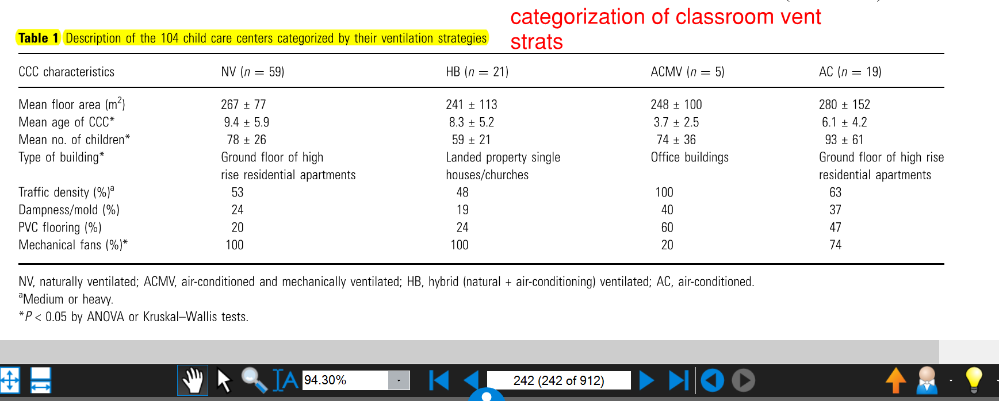 categorization of classroom vent
strats
Table 1 Description of the 104 child care centers categorized by their ventilation strategies
CCC characteristics NV (n = 59) HB (n = 21) ACMV (n = 5) AC (n = 19)
Mean floor area (m²) 267 ± 77 241 ± 113 248 ± 100 280 ± 152
Mean age of CCC* 9.4 ± 5.9 8.3 ± 5.2 3.7 ± 2.5 6.1 ± 4.2
Mean no. of children* 78 ± 26 59 ± 21 74 ± 36 93 ± 61
Type of building* Ground floor of high Landed property single Office buildings Ground floor of high rise
rise residential apartments houses/churches residential apartments
Traffic density (%)ᵃ 53 48 100 63
Dampness/mold (%) 24 19 40 37
PVC flooring (%) 20 24 60 47
Mechanical fans (%)* 100 100 20 74
NV, naturally ventilated; ACMV, air-conditioned and mechanically ventilated; HB, hybrid (natural + air-conditioning) ventilated; AC, air-conditioned.
ᵃMedium or heavy.
*P < 0.05 by ANOVA or Kruskal–Wallis tests.
94.30% 242 (242 of 912)